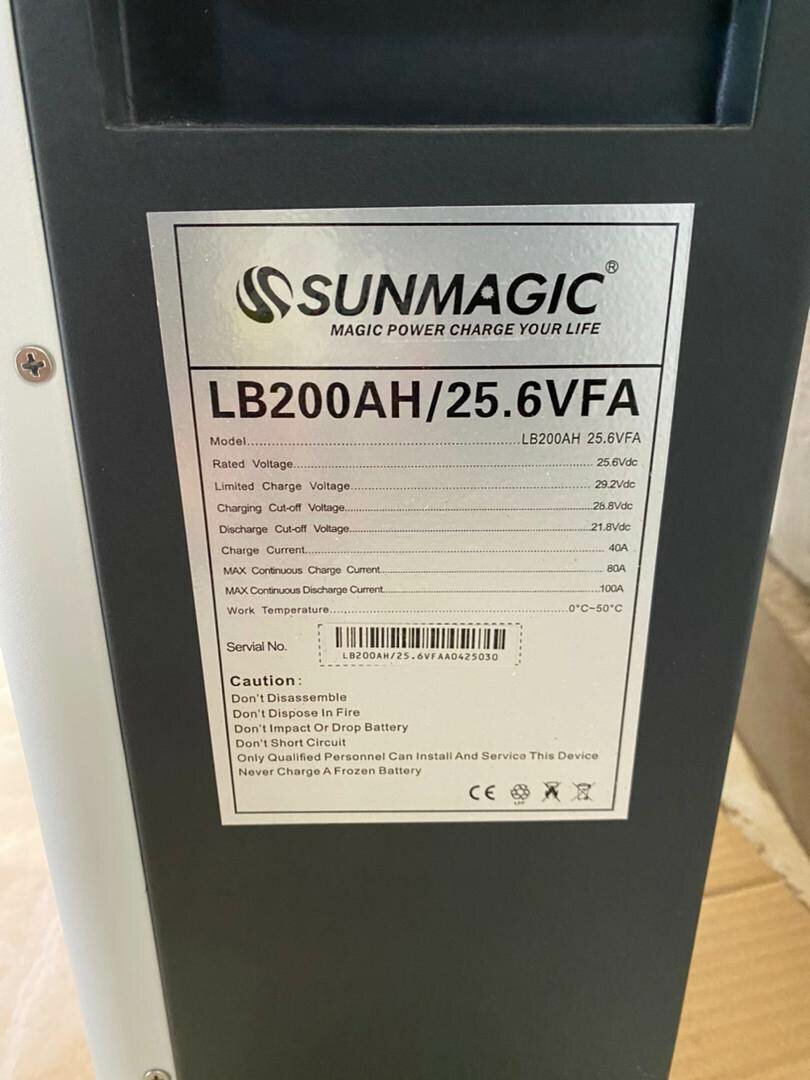 SUNMAGIC®
MAGIC POWER CHARGE YOUR LIFE
LB200AH/25.6VFA
Model..........LB200AH 25.6VFA
Rated Voltage..........25.6Vdc
Limited Charge Voltage..........29.2Vdc
Charging Cut-off Voltage..........28.8Vdc
Discharge Cut-off Voltage..........21.8Vdc
Charge Current..........40A
MAX Continuous Charge Current..........80A
MAX Continuous Discharge Current..........100A
Work Temperature..........0°C~50°C
Servial No.
LB200AH/25.6VFAA0425030
Caution:
Don't Disassemble
Don't Dispose In Fire
Don't Impact Or Drop Battery
Don't Short Circuit
Only Qualified Personnel Can Install And Service This Device
Never Charge A Frozen Battery
CE